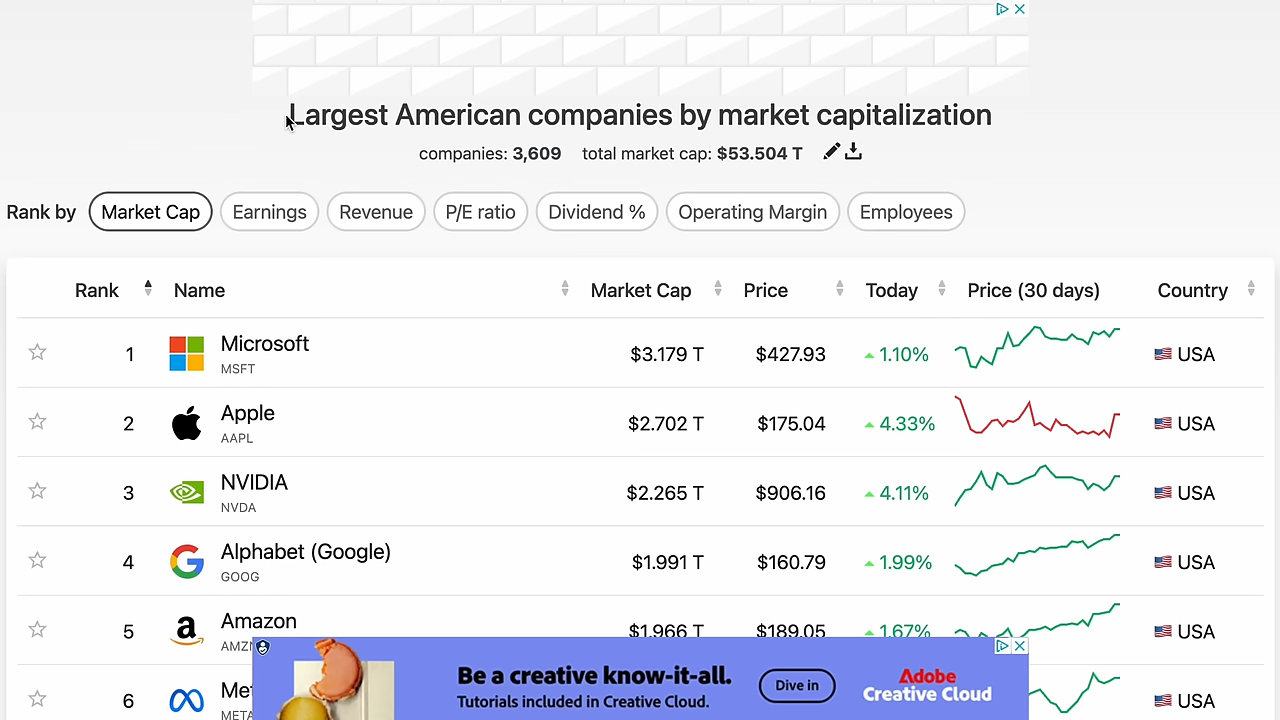 Largest American companies by market capitalization
companies: 3,609 total market cap: $53.504 T
Rank by Market Cap Earnings Revenue P/E ratio Dividend % Operating Margin Employees
Rank Name Market Cap Price Today Price (30 days) Country
1 Microsoft MSFT $3.179 T $427.93 1.10% USA
2 Apple AAPL $2.702 T $175.04 4.33% USA
3 NVIDIA NVDA $2.265 T $906.16 4.11% USA
4 Alphabet (Google) GOOG $1.991 T $160.79 1.99% USA
5 Amazon $1.966 T $189.05 1.67% USA
6 META USA
Be a creative know-it-all.
Tutorials included in Creative Cloud.
Dive in
Adobe
Creative Cloud